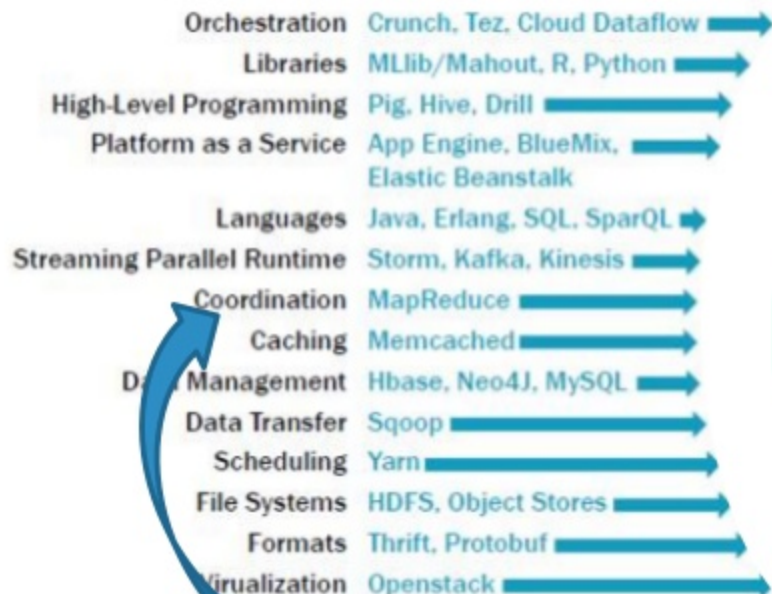 Orchestration Crunch, Tez, Cloud Dataflow
Libraries MLlib/Mahout, R, Python
High-Level Programming Pig, Hive, Drill
Platform as a Service App Engine, BlueMix,
Elastic Beanstalk
Languages Java, Erlang, SQL, SparQL
Streaming Parallel Runtime Storm, Kafka, Kinesis
Coordination MapReduce
Caching Memcached
Data Management Hbase, Neo4J, MySQL
Data Transfer Sqoop
Scheduling Yarn
File Systems HDFS, Object Stores
Formats Thrift, Protobuf
Virualization Openstack